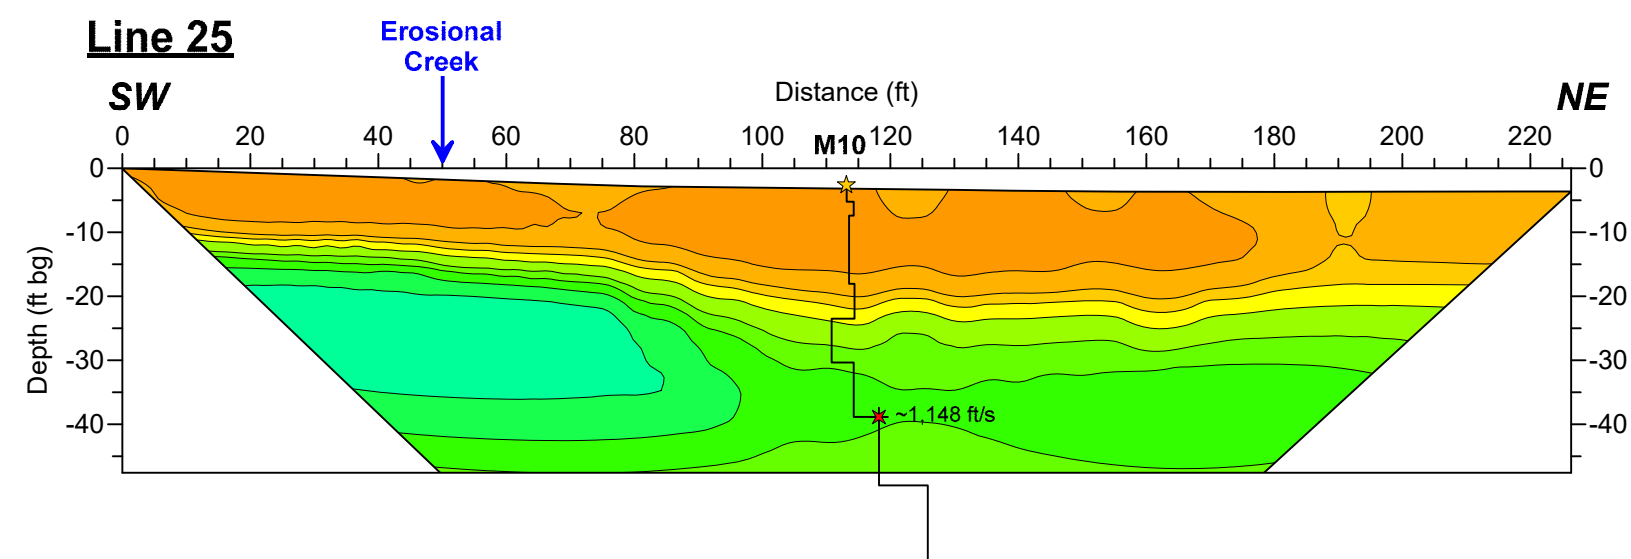 Line 25
Erosional
Creek
SW
Distance (ft)
NE
0 20 40 60 80 100 120 140 160 180 200 220
M10
0 0
-10 -10
-20 -20
-30 -30
-40 -40
Depth (ft bg)
~1,148 ft/s